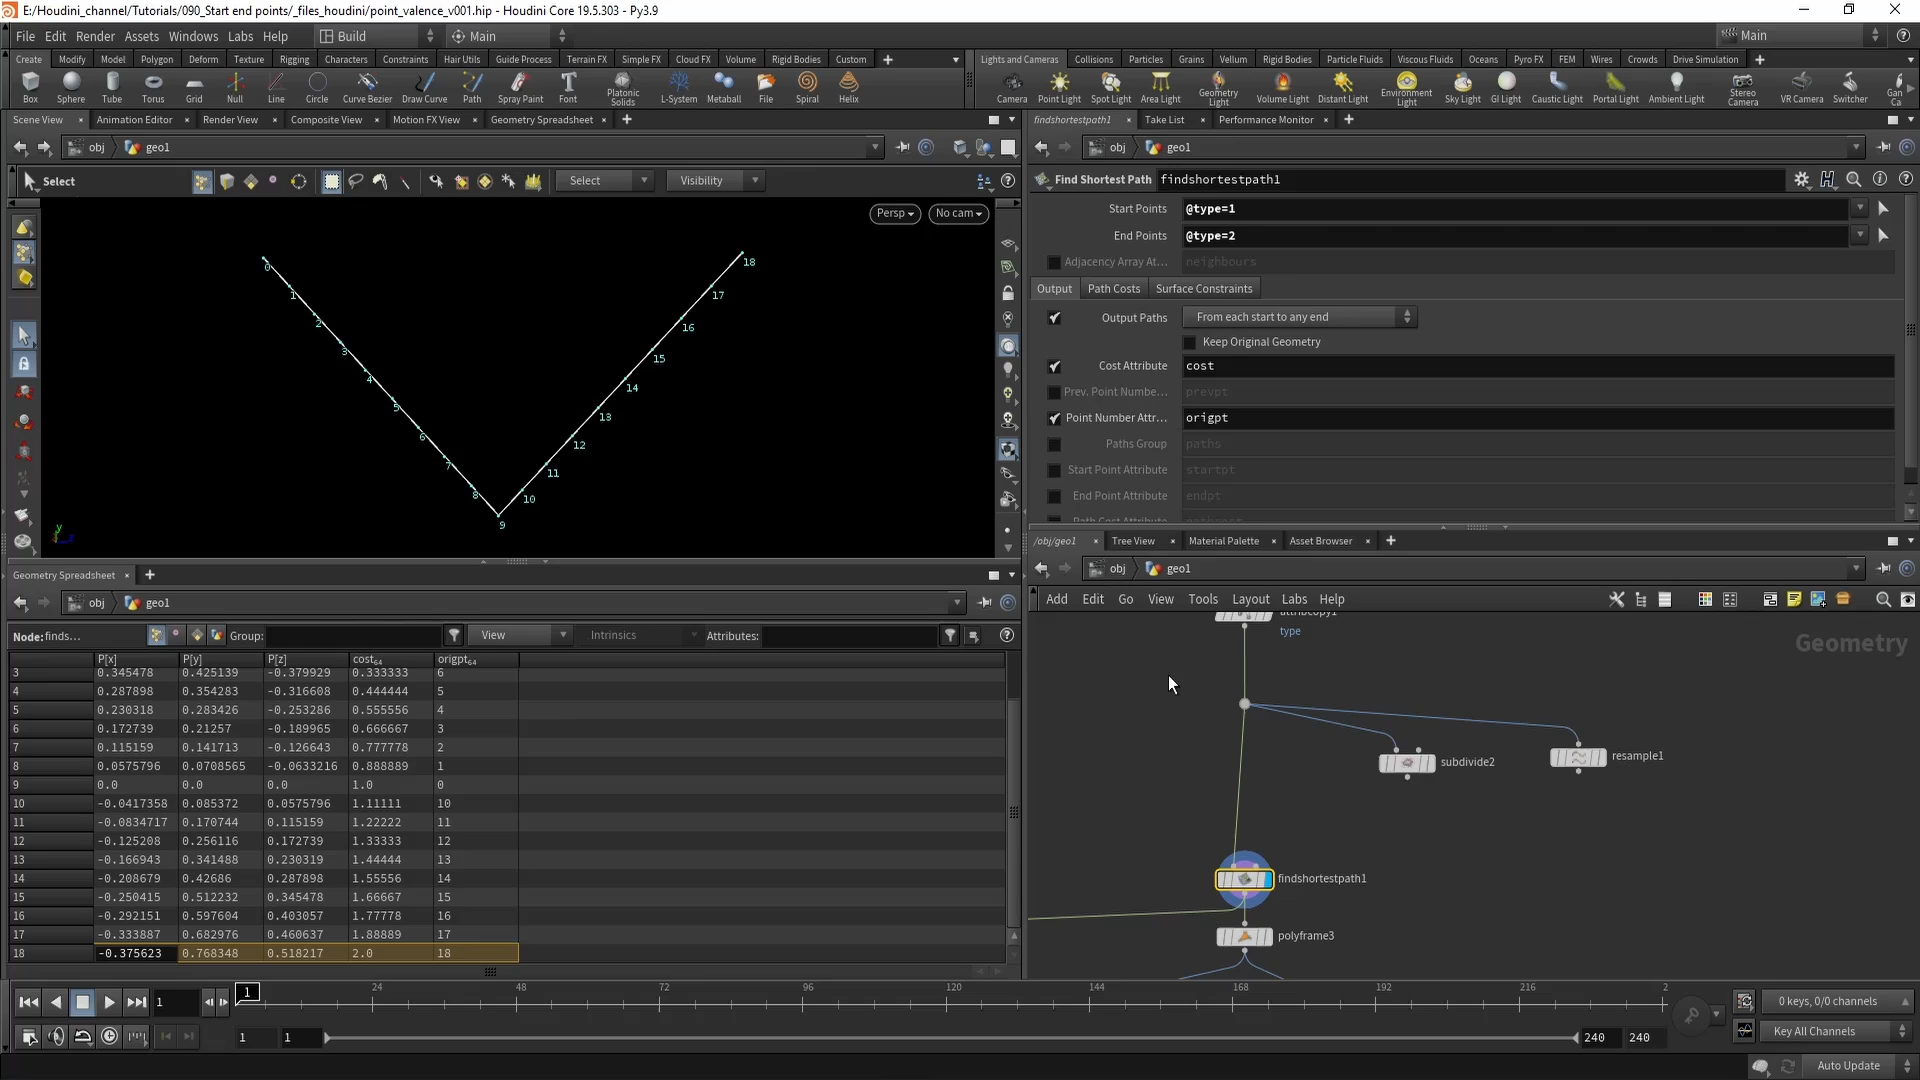 E:/Houdini_channel/Tutorials/090_Start end points/_files_houdini/point_valence_v001.hip - Houdini Core 19.5.303 - Py3.9
File Edit Render Assets Windows Labs Help Build Main Main
Create Modify Model Polygon Deform Texture Rigging Characters Constraints Hair Utils Guide Process Terrain FX Simple FX Cloud FX Volume Rigid Bodies Custom
Lights and Cameras Collisions Particles Grains Vellum Rigid Bodies Particle Fluids Viscous Fluids Oceans Pyro FX FEM Wires Crowds Drive Simulation
Box Sphere Tube Torus Grid Null Line Circle Curve Bezier Draw Curve Path Spray Paint Font Platonic Solids L-System Metaball File Spiral Helix
Camera Point Light Spot Light Area Light Geometry Light Volume Light Distant Light Environment Light Sky Light GI Light Caustic Light Portal Light Ambient Light Stereo Camera VR Camera Switcher Gan Ca
Scene View Animation Editor Render View Composite View Motion FX View Geometry Spreadsheet
findshortestpath1 Take List Performance Monitor
obj geo1
obj geo1
Select Select Visibility
Find Shortest Path findshortestpath1
Persp No cam
0
1
2
3
4
5
6
7
8
9
10
11
12
13
14
15
16
17
18
y
Start Points @type=1
End Points @type=2
Adjacency Array At... neighbours
Output Path Costs Surface Constraints
Output Paths From each start to any end
Keep Original Geometry
Cost Attribute cost
Prev. Point Numbe... prevpt
Point Number Attr... origpt
Paths Group paths
Start Point Attribute startpt
End Point Attribute endpt
/obj/geo1 Tree View Material Palette Asset Browser
obj geo1
Add Edit Go View Tools Layout Labs Help
Geometry
attribcopy1
type
subdivide2
resample1
findshortestpath1
polyframe3
Geometry Spreadsheet
obj geo1
Node: finds... Group: View Intrinsics Attributes:
P[x] P[y] P[z] cost64 origpt64
3 0.345478 0.425139 -0.379929 0.333333 6
4 0.287898 0.354283 -0.316608 0.444444 5
5 0.230318 0.283426 -0.253286 0.555556 4
6 0.172739 0.21257 -0.189965 0.666667 3
7 0.115159 0.141713 -0.126643 0.777778 2
8 0.0575796 0.0708565 -0.0633216 0.888889 1
9 0.0 0.0 0.0 1.0 0
10 -0.0417358 0.085372 0.0575796 1.11111 10
11 -0.0834717 0.170744 0.115159 1.22222 11
12 -0.125208 0.256116 0.172739 1.33333 12
13 -0.166943 0.341488 0.230319 1.44444 13
14 -0.208679 0.42686 0.287898 1.55556 14
15 -0.250415 0.512232 0.345478 1.66667 15
16 -0.292151 0.597604 0.403057 1.77778 16
17 -0.333887 0.682976 0.460637 1.88889 17
18 -0.375623 0.768348 0.518217 2.0 18
1 1 24 48 72 96 120 144 168 192 216 2
0 keys, 0/0 channels
1 1 240 240
Key All Channels
Auto Update